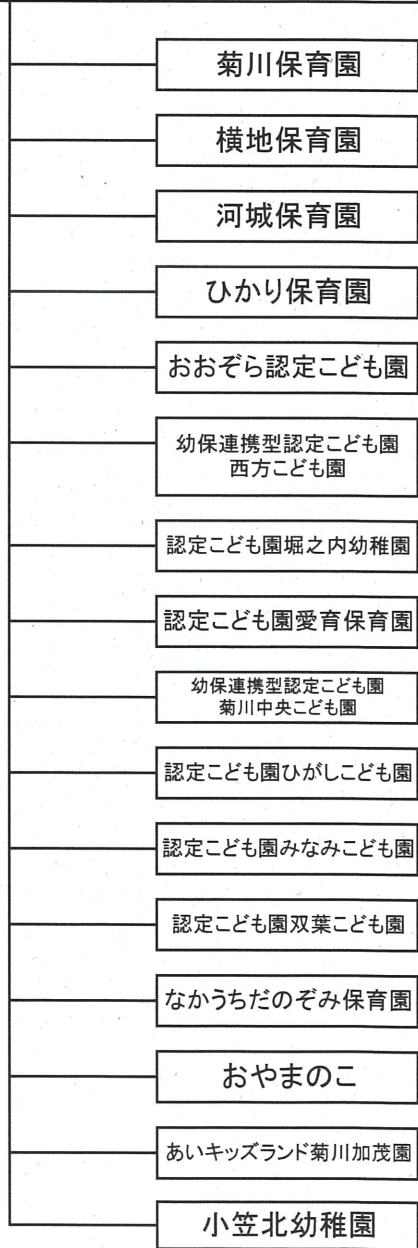 菊川保育園
横地保育園
河城保育園
ひかり保育園
おおぞら認定こども園
幼保連携型認定こども園
西方こども園
認定こども園堀之内幼稚園
認定こども園愛育保育園
幼保連携型認定こども園
菊川中央こども園
認定こども園ひがしこども園
認定こども園みなみこども園
認定こども園双葉こども園
なかうちだのぞみ保育園
おやまのこ
あいキッズランド菊川加茂園
小笠北幼稚園